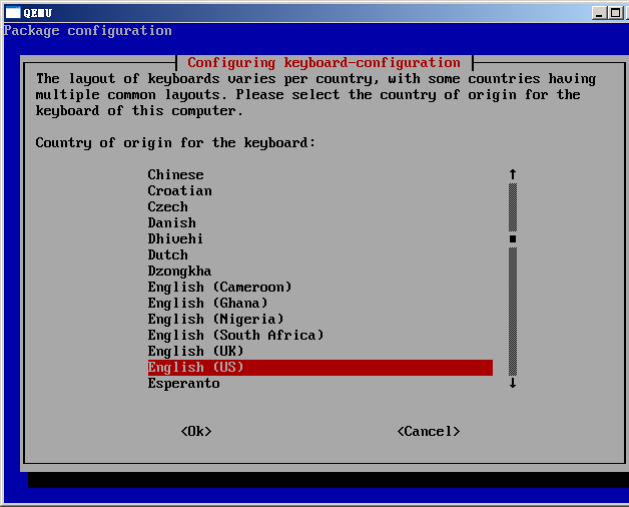 QEMU
Package configuration
Configuring keyboard-configuration
The layout of keyboards varies per country, with some countries having
multiple common layouts. Please select the country of origin for the
keyboard of this computer.
Country of origin for the keyboard:
Chinese
Croatian
Czech
Danish
Dhivehi
Dutch
Dzongkha
English (Cameroon)
English (Ghana)
English (Nigeria)
English (South Africa)
English (UK)
English (US)
Esperanto
<Ok> <Cancel>